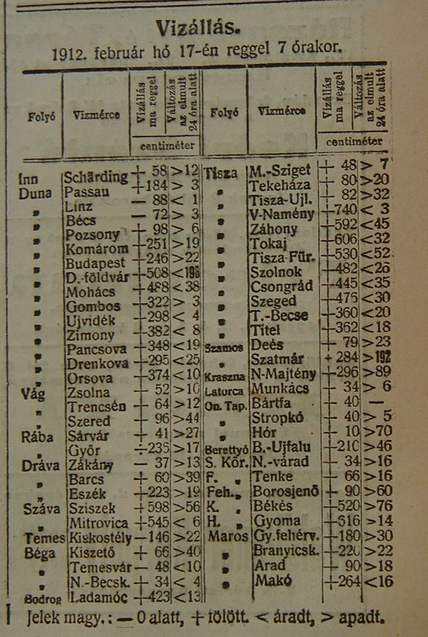 Vizállás.
1912. február hó 17-én reggel 7 órakor.
Folyó Vizmérce Vizállás ma reggel Változás az elmult 24 óra alatt Folyó Vizmérce Vizállás ma reggel Változás az elmult 24 óra alatt
centiméter centiméter
Inn Schärding + 58 >12 Tisza M.-Sziget + 48 > 7
Duna Passau +184 > 3 „ Tekeháza + 80 >20
„ Linz — 88 < 1 „ Tisza-Ujl. + 82 >32
„ Bécs — 72 > 3 „ V-Namény +740 < 3
„ Pozsony + 98 > 6 „ Záhony +592 <45
„ Komárom +251 >19 „ Tokaj +606 <32
„ Budapest +246 >22 „ Tisza Für. +530 <52
„ D.-földvár +508 „ Szolnok +482 <26
„ Mohács +488 <38 „ Csongrád +445 <35
„ Gombos +322 > 3 „ Szeged +475 <30
„ Ujvidék +298 < 4 „ T.-Becse +360 <20
„ Zimony +382 < 8 „ Titel +362 <18
„ Pancsova +348 <19 Szamos Deés + 79 >23
„ Drenkova +295 <25 „ Szatmár +284
„ Orsova +374 <10 Kraszna N-Majtény +296 >89
Vág Zsolna + 52 >10 Latorca Munkács + 34 > 6
„ Trencsén + 64 >12 On. Tap. Bártfa + 40 —
„ Szered + 96 >44 „ Stropkó + 40 > 5
Rába Sárvár + 41 >27 „ Hór + 10 >70
„ Győr +235 >17 Berettyó B.-Ujfalu +210 >46
Dráva Zákány — 37 >13 S. Kőr. N.-várad + 34 >16
„ Barcs + 60 >39 F. „ Tenke + 66 >16
„ Eszék +223 >19 Feh. „ Borosjenő + 90 >60
Száva Sziszek +598 >56 K. „ Békés +520 >76
„ Mitrovica +545 < 6 H. „ Gyoma +616 >14
Temes Kiskostély —146 >22 Maros Gy.fehérv. +180 >30
Béga Kiszető + 66 >40 „ Branyicsk. +220 >22
„ Temesvár — 48 <10 „ Arad + 90 >18
„ N.-Becsk. + 34 < 4 „ Makó +264 <16
Bodrog Ladamóc +423 <13
Jelek magy.: — 0 alatt, + fölött. < áradt, > apadt.